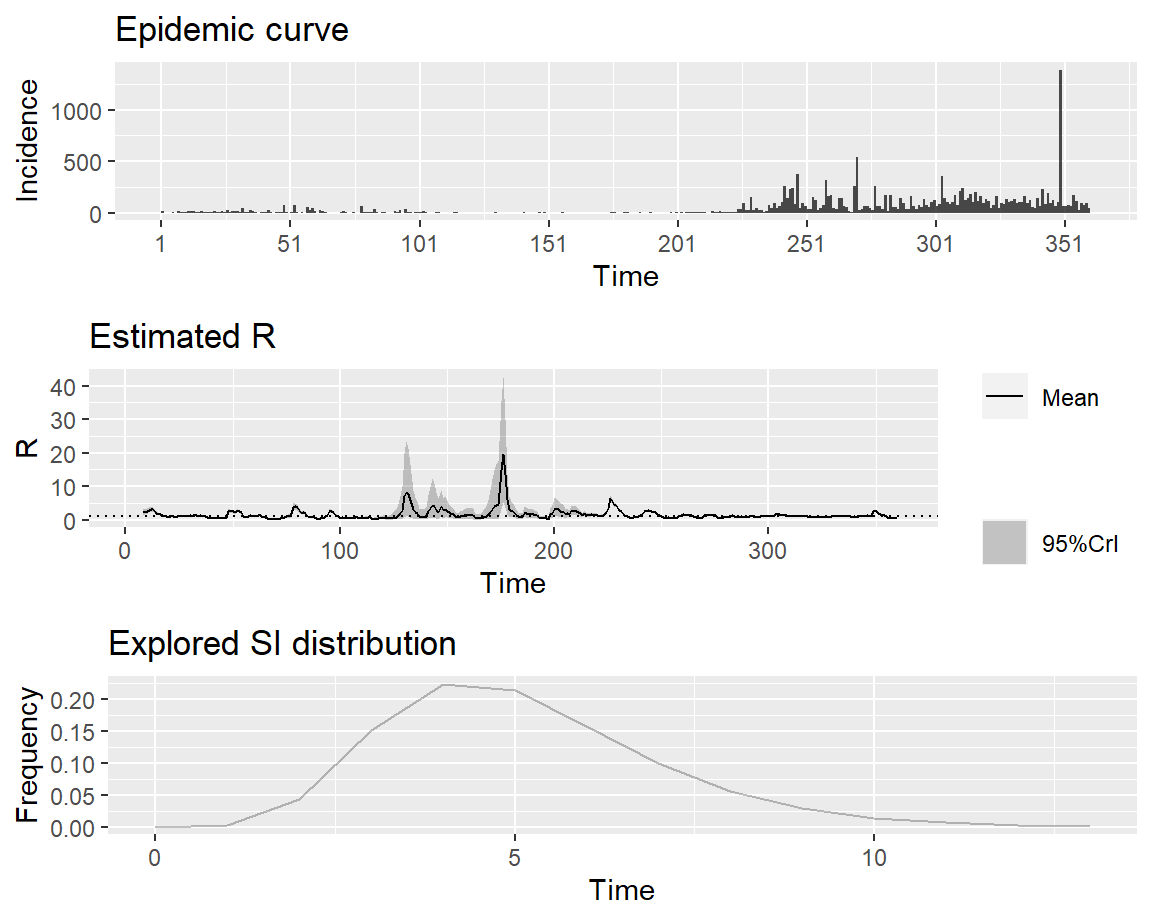 Epidemic curve
Incidence
1000
500
0
1 51 101 151 201 251 301 351
Time
Estimated R
R
40
30
20
10
0
0 100 200 300
Time
Mean
95%CrI
Explored SI distribution
Frequency
0.20
0.15
0.10
0.05
0.00
0 5 10
Time